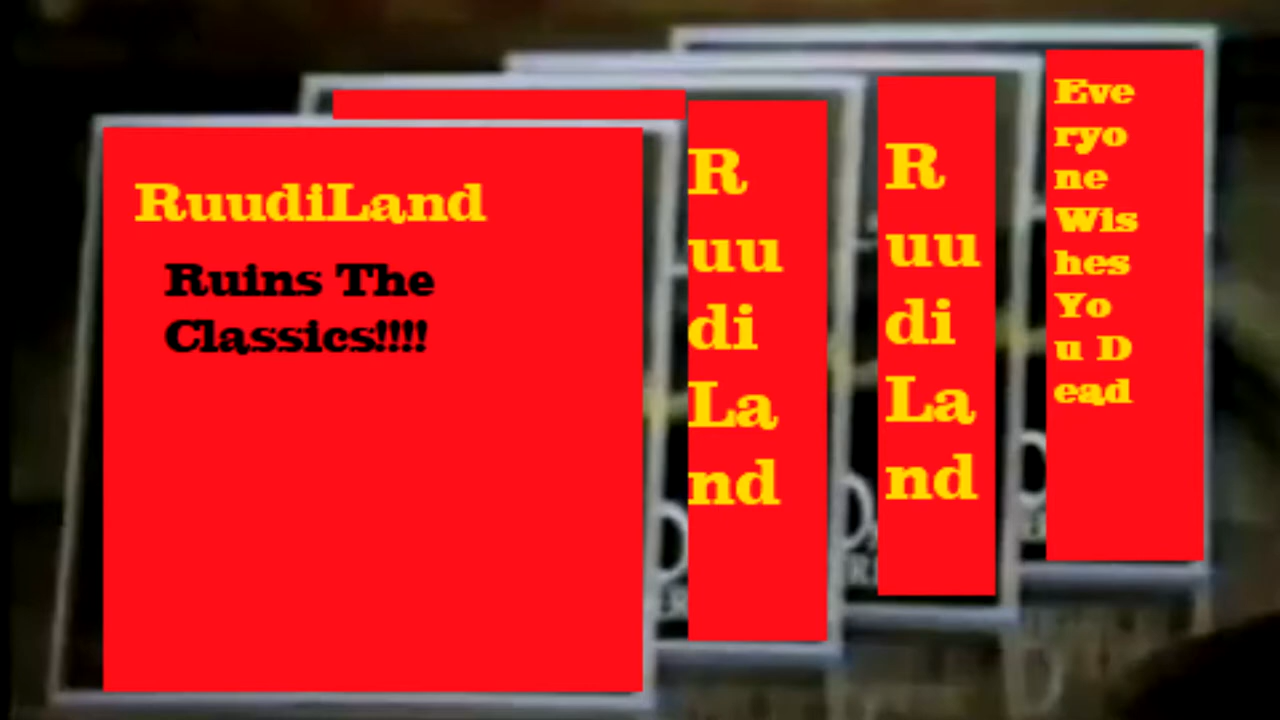 RuudiLand
Ruins The
Classics!!!!
R
uu
di
La
nd
R
uu
di
La
nd
Eve
ryo
ne
Wis
hes
Yo
u D
ead